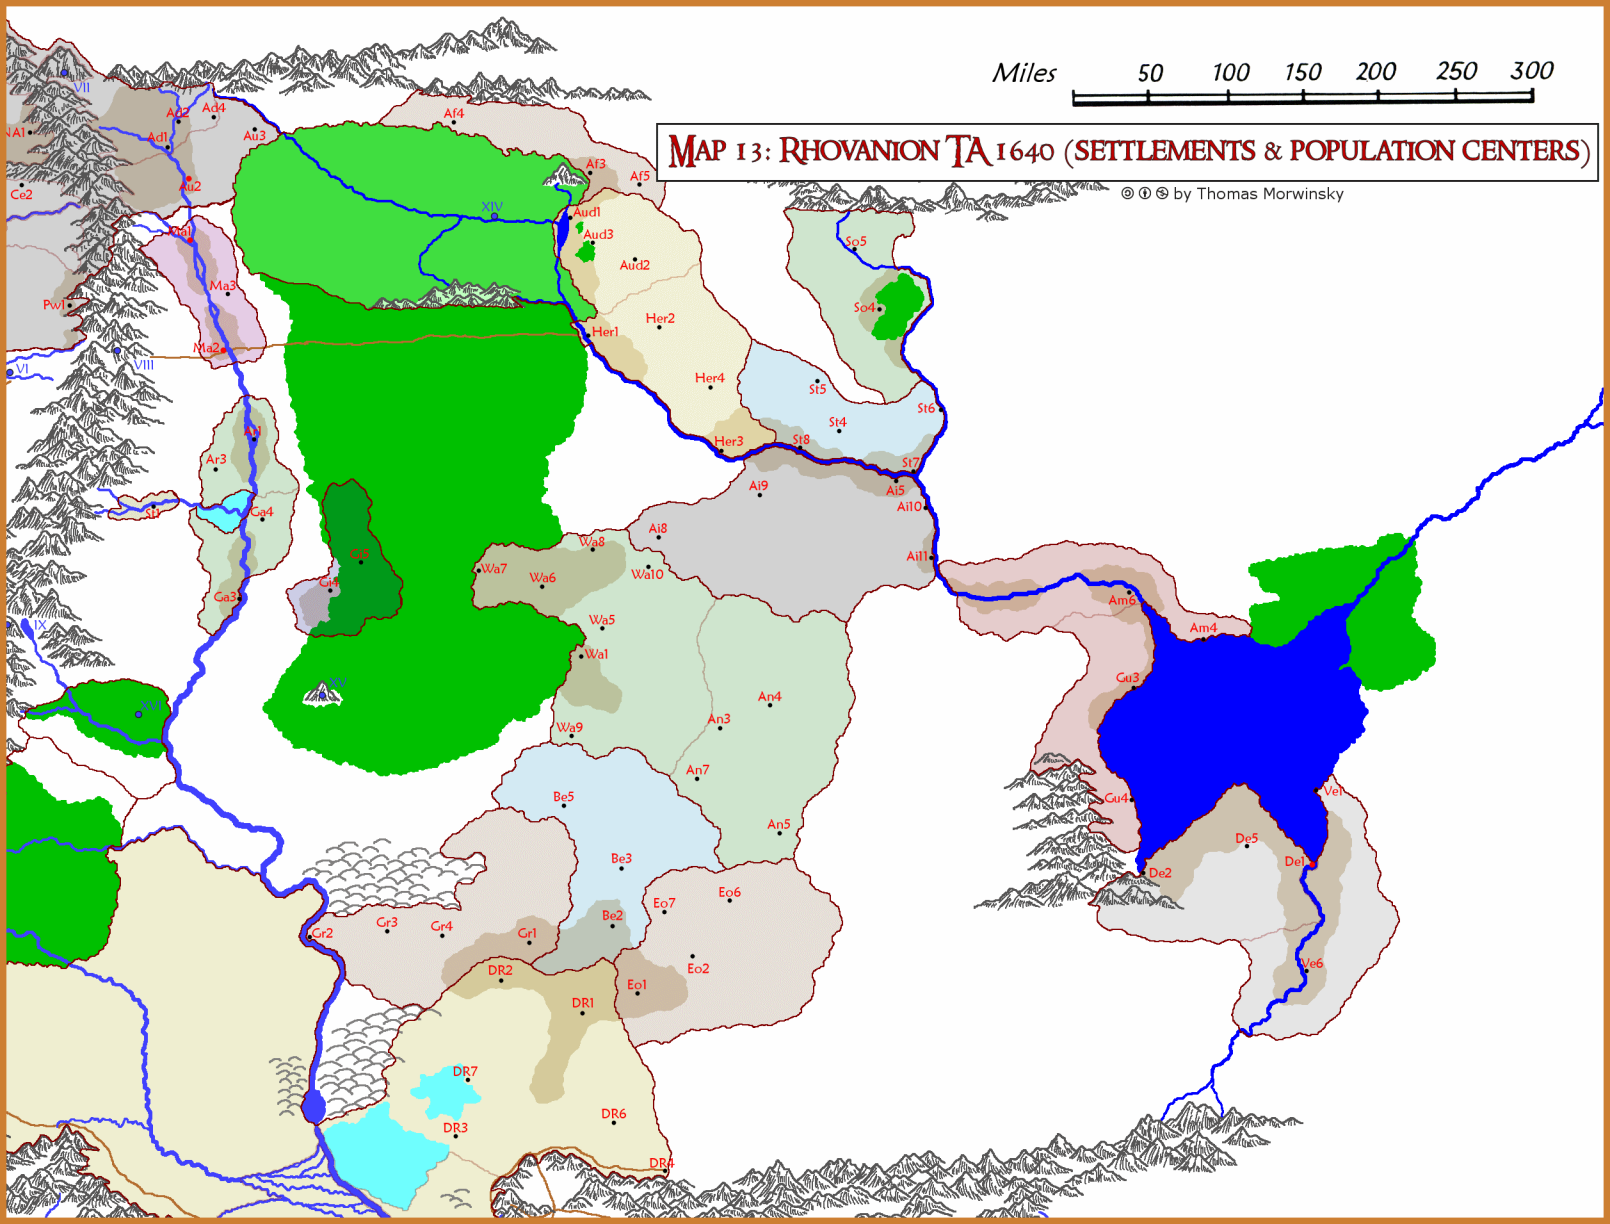 Miles 50 100 150 200 250 300
MAP 13: RHOVANION TA 1640 (SETTLEMENTS & POPULATION CENTERS)
by Thomas Morwinsky
VII
Ad2
Ad4
Af4
NA1
Ad1
Au3
Af3
Af5
Ce2
Au2
XIV
Aud1
Ma1
Aud3
So5
Aud2
Ma3
Pw1
So4
Her2
Her1
Ma2
VIII
VI
Her4
St5
St6
St4
Ar1
Her3
St8
Ar3
St7
Ai9
Ai5
Ga4
Ai10
Ai8
Wa8
Gi5
Ai11
Wa7
Wa6
Wa10
Gi4
Ga3
Am6
IX
Wa5
Am4
Wa1
Gu3
XV
An4
XVI
An3
Wa9
An7
Be5
Gu4
Ve1
An5
De5
Be3
De1
De2
Eo6
Eo7
Gr3
Gr4
Be2
Gr2
Gr1
Eo2
Ve6
DR2
Eo1
DR1
DR7
DR6
DR3
DR4